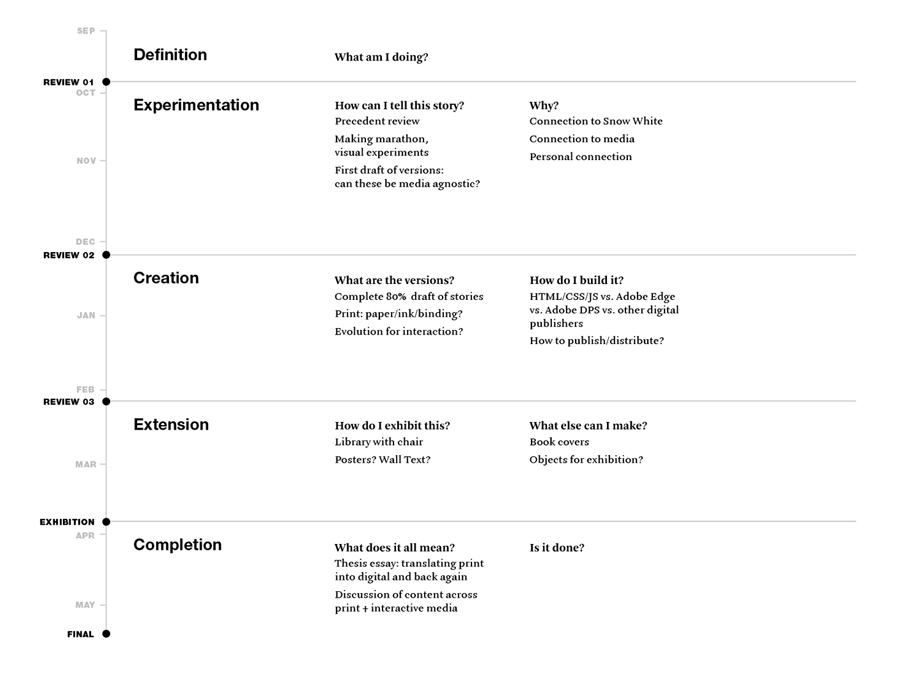 SEP
Definition
What am I doing?
REVIEW 01
OCT
Experimentation
How can I tell this story?
Precedent review
Making marathon,
visual experiments
First draft of versions:
can these be media agnostic?
Why?
Connection to Snow White
Connection to media
Personal connection
NOV
DEC
REVIEW 02
Creation
What are the versions?
Complete 80% draft of stories
Print: paper/ink/binding?
Evolution for interaction?
How do I build it?
HTML/CSS/JS vs. Adobe Edge
vs. Adobe DPS vs. other digital
publishers
How to publish/distribute?
JAN
FEB
REVIEW 03
Extension
How do I exhibit this?
Library with chair
Posters? Wall Text?
What else can I make?
Book covers
Objects for exhibition?
MAR
EXHIBITION
APR
Completion
What does it all mean?
Thesis essay: translating print
into digital and back again
Discussion of content across
print + interactive media
Is it done?
MAY
FINAL